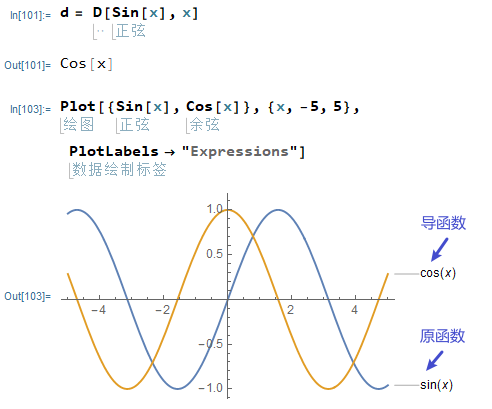 In[101]:= d = D[Sin[x], x]
⌊·· ⌊正弦
Out[101]= Cos[x]
In[103]:= Plot[{Sin[x], Cos[x]}, {x, -5, 5},
⌊绘图 ⌊正弦 ⌊余弦
PlotLabels → "Expressions"]
⌊数据绘制标签
1.0
导函数
0.5
cos(x)
Out[103]=
-4 -2 2 4
原函数
-0.5
-1.0
sin(x)